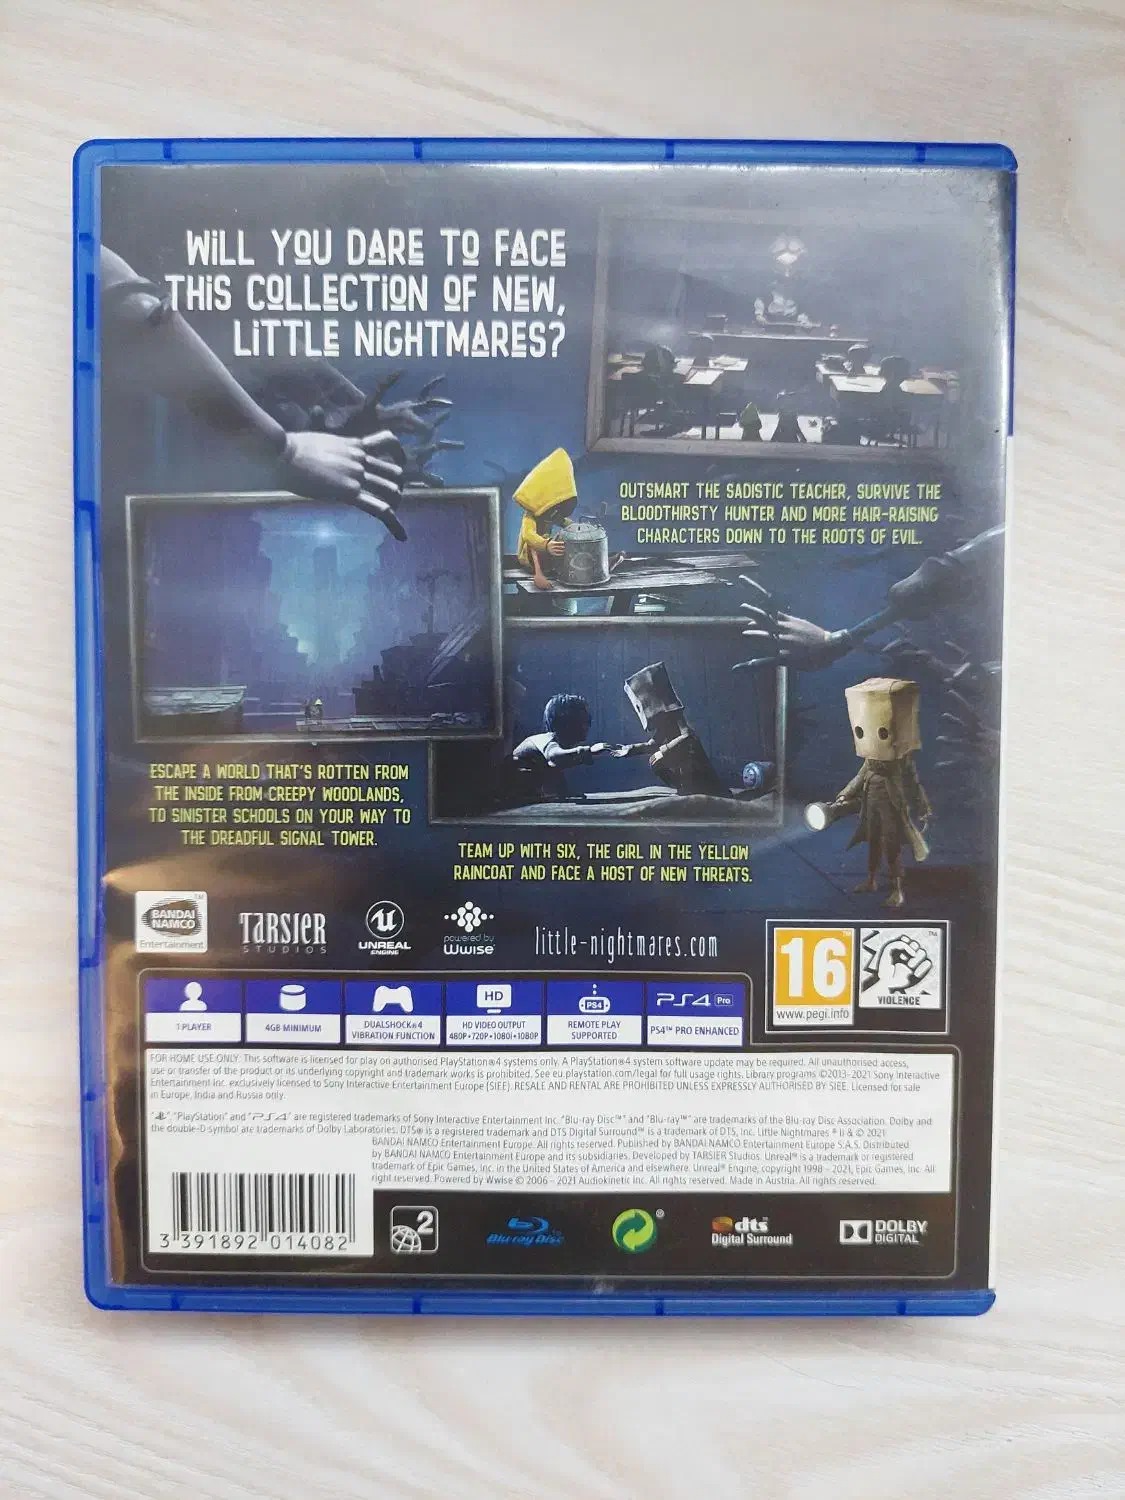 WILL YOU DARE TO FACE
THIS COLLECTION OF NEW,
LITTLE NIGHTMARES?
OUTSMART THE SADISTIC TEACHER, SURVIVE THE
BLOODTHIRSTY HUNTER AND MORE HAIR-RAISING
CHARACTERS DOWN TO THE ROOTS OF EVIL.
ESCAPE A WORLD THAT'S ROTTEN FROM
THE INSIDE FROM CREEPY WOODLANDS,
TO SINISTER SCHOOLS ON YOUR WAY TO
THE DREADFUL SIGNAL TOWER.
TEAM UP WITH SIX, THE GIRL IN THE YELLOW
RAINCOAT AND FACE A HOST OF NEW THREATS.
BANDAI
NAMCO
Entertainment
TARSIER
STUDIOS
UNREAL
ENGINE
powered by
Wwise
little-nightmares.com
16
www.pegi.info
VIOLENCE
1 PLAYER
4GB MINIMUM
DUALSHOCK®4
VIBRATION FUNCTION
HD
HD VIDEO OUTPUT
480P•720P•1080i•1080P
PS4
REMOTE PLAY
SUPPORTED
PS4 Pro
PS4™ PRO ENHANCED
FOR HOME USE ONLY. This software is licensed for play on authorised PlayStation®4 systems only. A PlayStation®4 system software update may be required. All unauthorised access,
use or transfer of the product or its underlying copyright and trademark works is prohibited. See eu.playstation.com/legal for full usage rights. Library programs ©2013-2021 Sony Interactive
Entertainment Inc. exclusively licensed to Sony Interactive Entertainment Europe (SIEE). RESALE AND RENTAL ARE PROHIBITED UNLESS EXPRESSLY AUTHORISED BY SIEE. Licensed for sale
in Europe, India and Russia only.
"PlayStation" and "PS4" are registered trademarks of Sony Interactive Entertainment Inc. "Blu-ray Disc™" and "Blu-ray™" are trademarks of the Blu-ray Disc Association. Dolby and
the double-D symbol are trademarks of Dolby Laboratories. DTS® is a registered trademark and DTS Digital Surround™ is a trademark of DTS, Inc. Little Nightmares ® II & © 2021
BANDAI NAMCO Entertainment Europe. All rights reserved. Published by BANDAI NAMCO Entertainment Europe S.A.S. Distributed
by BANDAI NAMCO Entertainment Europe and its subsidiaries. Developed by TARSIER Studios. Unreal® is a trademark or registered
trademark of Epic Games, Inc. in the United States of America and elsewhere. Unreal® Engine, copyright 1998 – 2021, Epic Games, Inc. All
right reserved. Powered by Wwise © 2006 – 2021 Audiokinetic Inc. All rights reserved. Made in Austria. All rights reserved.
3 391892 014082
2
Blu-ray Disc
dts
Digital Surround
DOLBY
DIGITAL